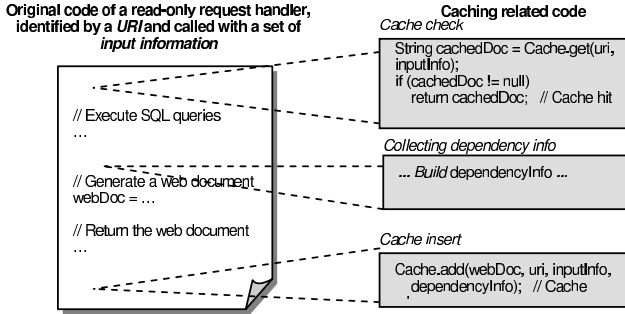 Original code of a read-only request handler,
identified by a URI and called with a set of
input information
// Execute SQL queries
...
// Generate a web document
webDoc = ...
// Return the web document
...
Caching related code
Cache check
String cachedDoc = Cache.get(uri,
inputInfo);
if (cachedDoc != null)
return cachedDoc;   // Cache hit
Collecting dependency info
... Build dependencyInfo ...
Cache insert
Cache.add(webDoc, uri, inputInfo,
dependencyInfo);   // Cache